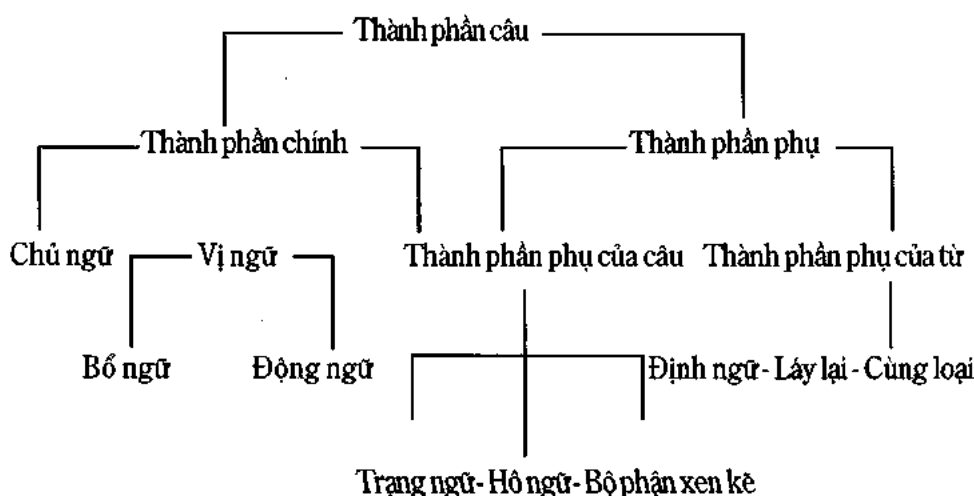 Thành phần câu
Thành phần chính Thành phần phụ
Chủ ngữ Vị ngữ Thành phần phụ của câu Thành phần phụ của từ
Bổ ngữ Động ngữ Định ngữ - Láy lại - Cùng loại
Trạng ngữ - Hô ngữ - Bộ phận xen kẽ